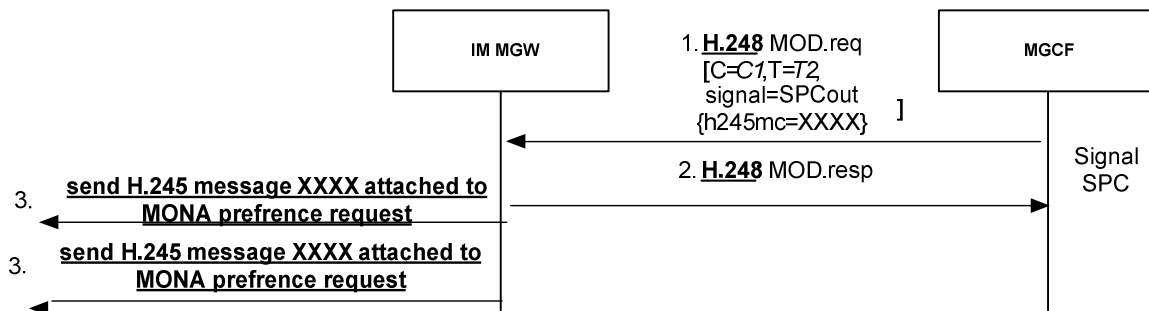 IM MGW
MGCF
1. H.248 MOD.req
[C=C1,T=T2,
signal=SPCout
]
{h245mc=XXXX}
2. H.248 MOD.resp
Signal
SPC
3. send H.245 message XXXX attached to
MONA prefrence request
3. send H.245 message XXXX attached to
MONA prefrence request